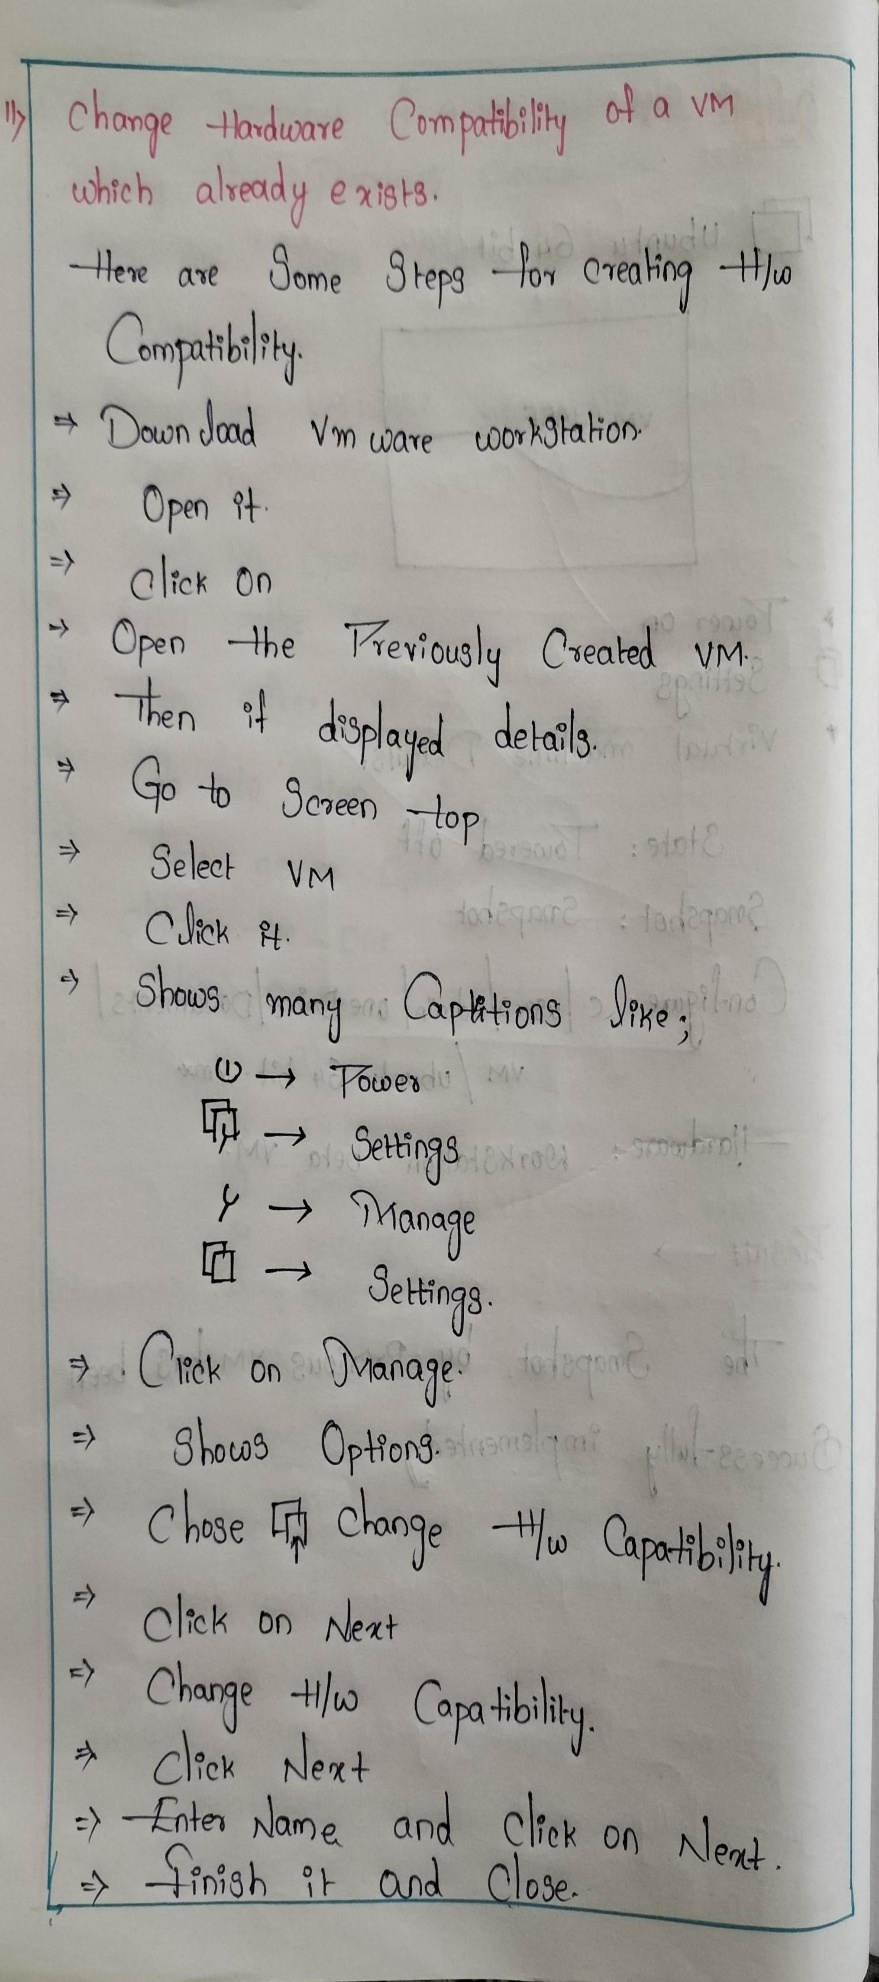 11) Change Hardware Compatibility of a VM
which already exists.
Here are Some Steps for creating H/w
Compatibility.
⇒ Download Vm ware workstation.
⇒ Open it.
⇒ Click on
⇒ Open the Previously Created VM.
⇒ Then it displayed details.
⇒ Go to Screen top
⇒ Select VM
⇒ Click it.
⇒ Shows many Captitions like;
→ Power
→ Settings
→ Manage
→ Settings.
⇒ Click on Manage.
⇒ Shows Options.
⇒ Chose Change H/w Capatibility.
⇒ Click on Next
⇒ Change H/w Capatibility.
⇒ Click Next
⇒ Enter Name and Click on Next.
⇒ finish it and Close.